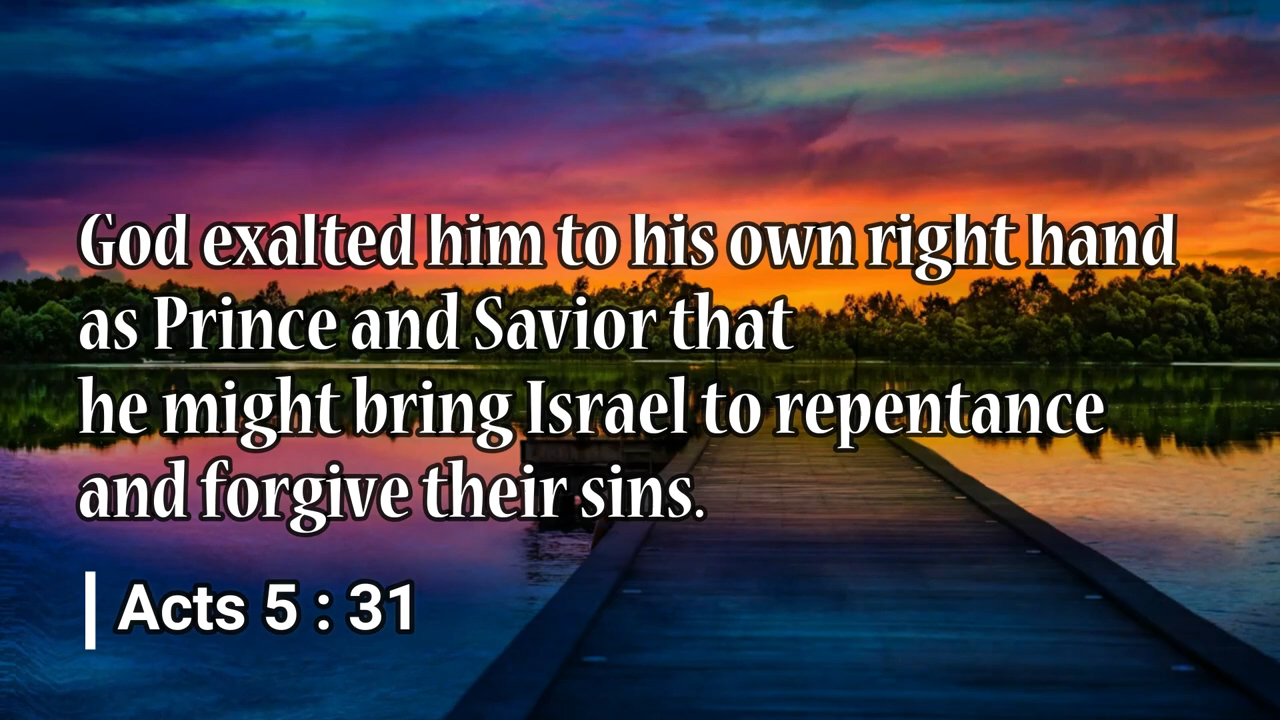 God exalted him to his own right hand
as Prince and Savior that
he might bring Israel to repentance
and forgive their sins.
Acts 5 : 31